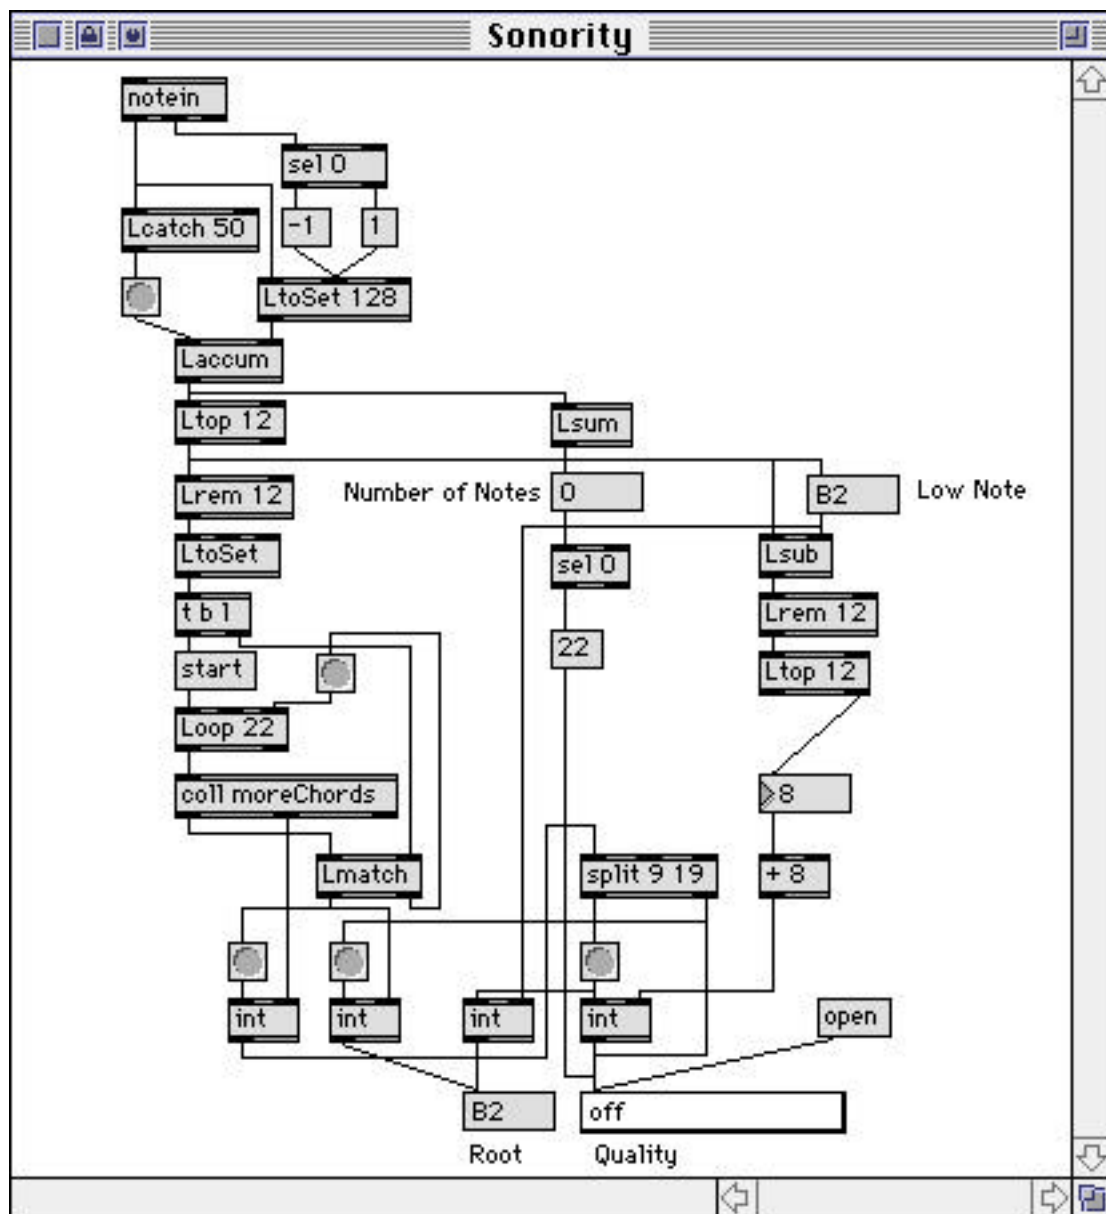 Sonority
notein
sel 0
Lcatch 50
-1
1
LtoSet 128
Laccum
Ltop 12
Lsum
Lrem 12
Number of Notes
0
B2
Low Note
LtoSet
sel 0
Lsub
t b l
Lrem 12
start
22
Ltop 12
Loop 22
coll moreChords
8
Lmatch
split 9 19
+ 8
int
int
int
int
open
B2
off
Root
Quality